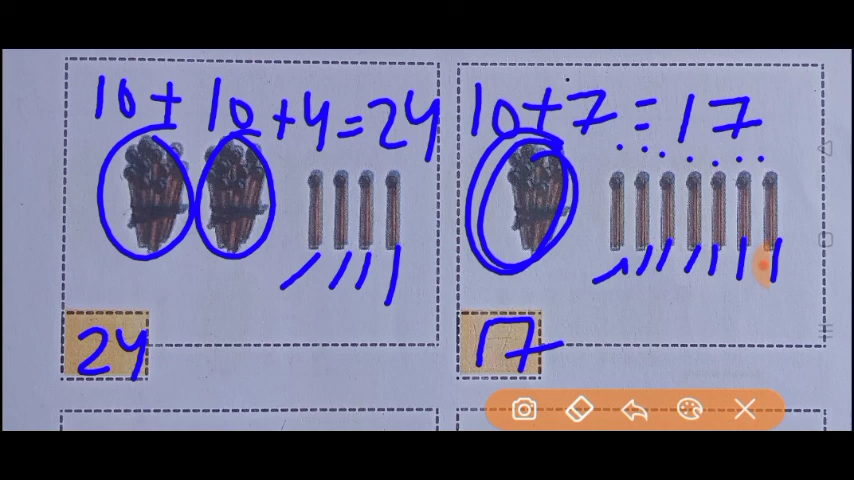 10 + 10 + 4 = 24
10 + 7 = 17
24
17